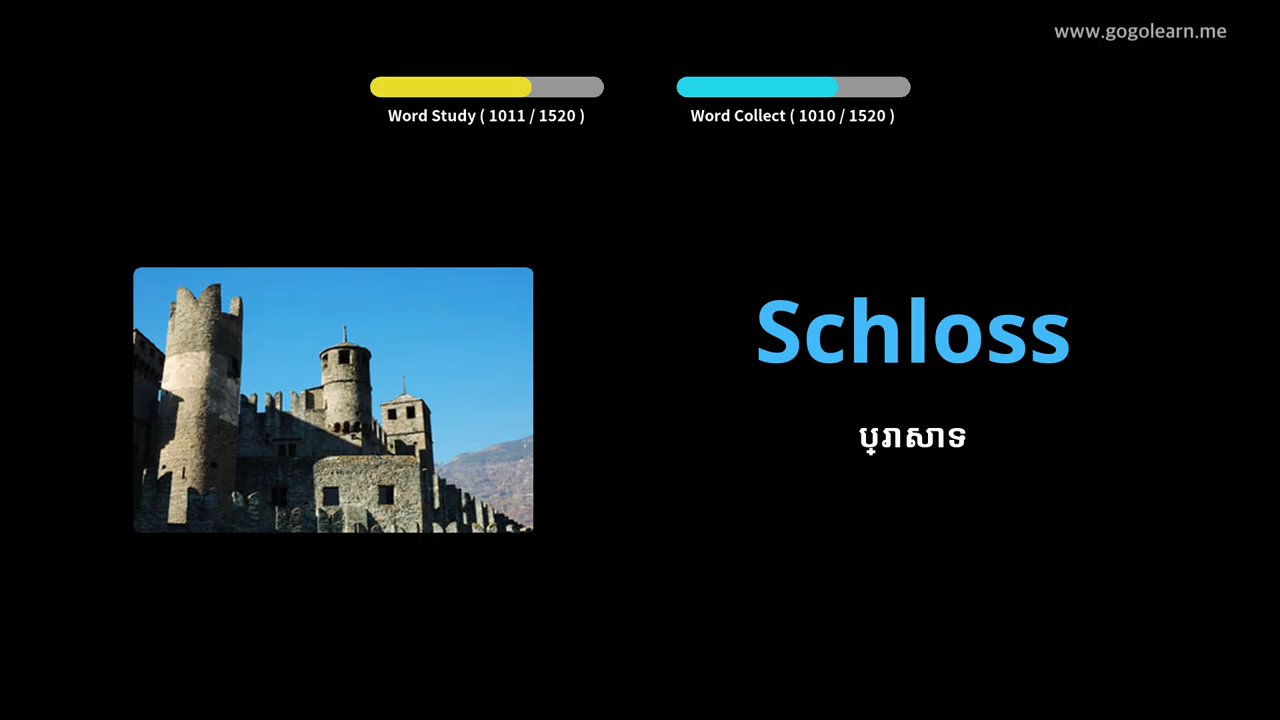 www.gogolearn.me
Word Study ( 1011 / 1520 )
Word Collect ( 1010 / 1520 )
Schloss
ប្រាសាទ